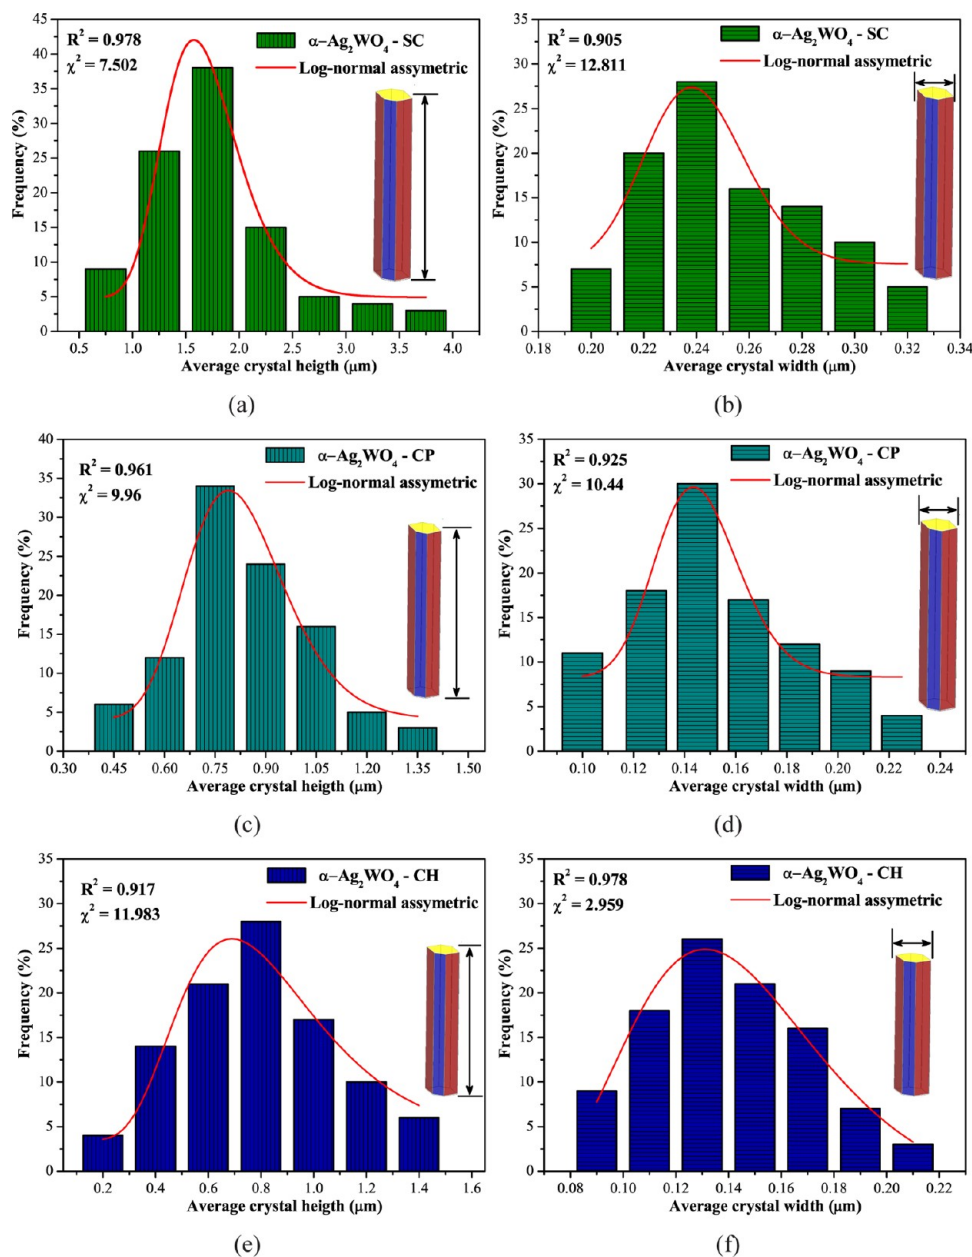 R² = 0.978
χ² = 7.502
α–Ag₂WO₄ - SC
Log-normal assymetric
Frequency (%)
45
40
35
30
25
20
15
10
5
0
0.5 1.0 1.5 2.0 2.5 3.0 3.5 4.0
Average crystal heigth (μm)
(a)
R² = 0.905
χ² = 12.811
α–Ag₂WO₄ - SC
Log-normal assymetric
Frequency (%)
35
30
25
20
15
10
5
0
0.18 0.20 0.22 0.24 0.26 0.28 0.30 0.32 0.34
Average crystal width (μm)
(b)
R² = 0.961
χ² = 9.96
α–Ag₂WO₄ - CP
Log-normal assymetric
Frequency (%)
40
35
30
25
20
15
10
5
0
0.30 0.45 0.60 0.75 0.90 1.05 1.20 1.35 1.50
Average crystal heigth (μm)
(c)
R² = 0.925
χ² = 10.44
α–Ag₂WO₄ - CP
Log-normal assymetric
Frequency (%)
35
30
25
20
15
10
5
0
0.10 0.12 0.14 0.16 0.18 0.20 0.22 0.24
Average crystal width (μm)
(d)
R² = 0.917
χ² = 11.983
α–Ag₂WO₄ - CH
Log-normal assymetric
Frequency (%)
35
30
25
20
15
10
5
0
0.2 0.4 0.6 0.8 1.0 1.2 1.4 1.6
Average crystal heigth (μm)
(e)
R² = 0.978
χ² = 2.959
α–Ag₂WO₄ - CH
Log-normal assymetric
Frequency (%)
35
30
25
20
15
10
5
0
0.08 0.10 0.12 0.14 0.16 0.18 0.20 0.22
Average crystal width (μm)
(f)